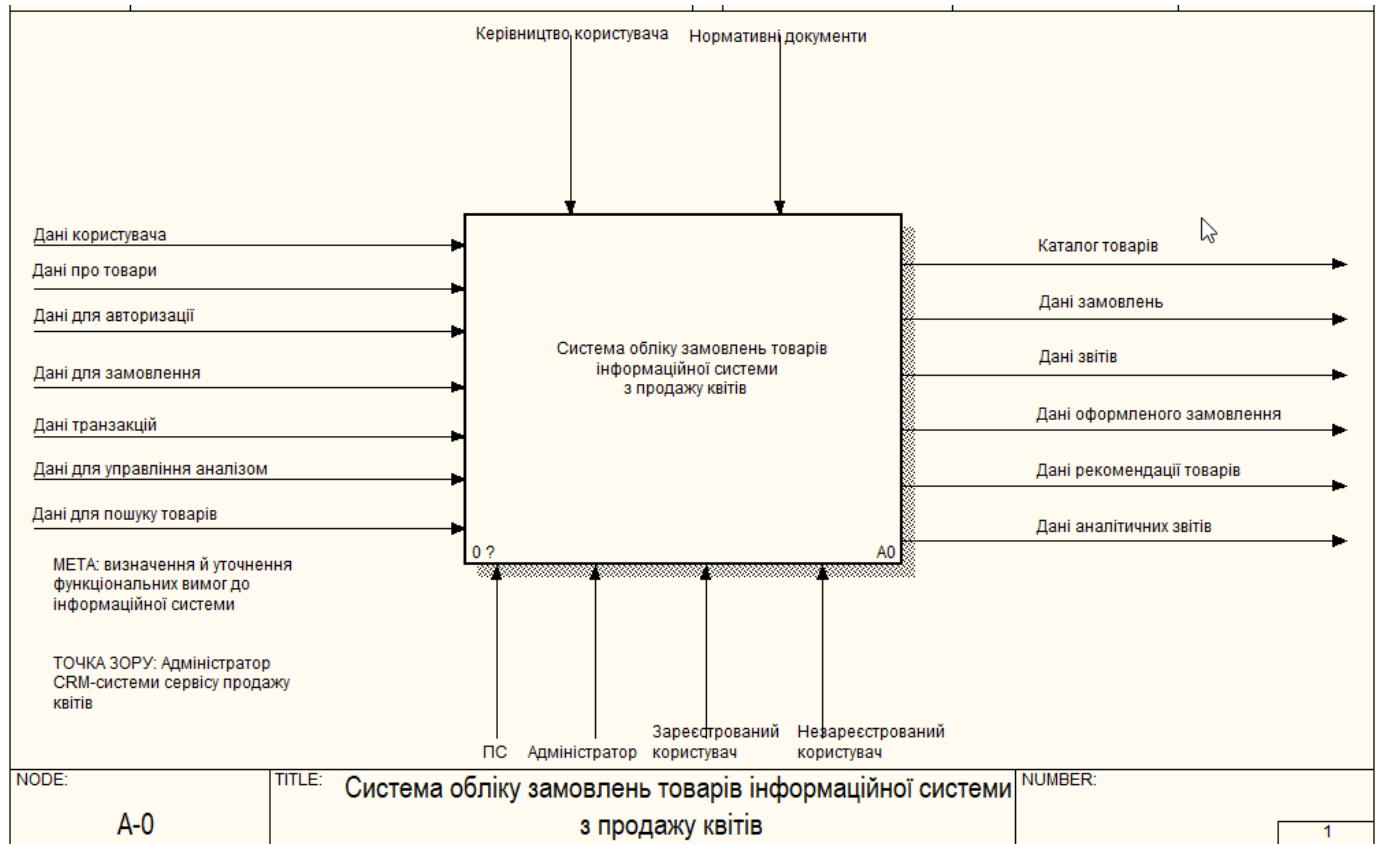 Керівництво користувача
Нормативні документи
Дані користувача
Дані про товари
Дані для авторизації
Дані для замовлення
Дані транзакцій
Дані для управління аналізом
Дані для пошуку товарів
Система обліку замовлень товарів
інформаційної системи
з продажу квітів
0 ?
A0
Каталог товарів
Дані замовлень
Дані звітів
Дані оформленого замовлення
Дані рекомендації товарів
Дані аналітичних звітів
МЕТА: визначення й уточнення
функціональних вимог до
інформаційної системи
ТОЧКА ЗОРУ: Адміністратор
CRM-системи сервісу продажу
квітів
ПС
Адміністратор
Зареєстрований
користувач
Незареєстрований
користувач
NODE:
A-0
TITLE:
Система обліку замовлень товарів інформаційної системи
з продажу квітів
NUMBER:
1